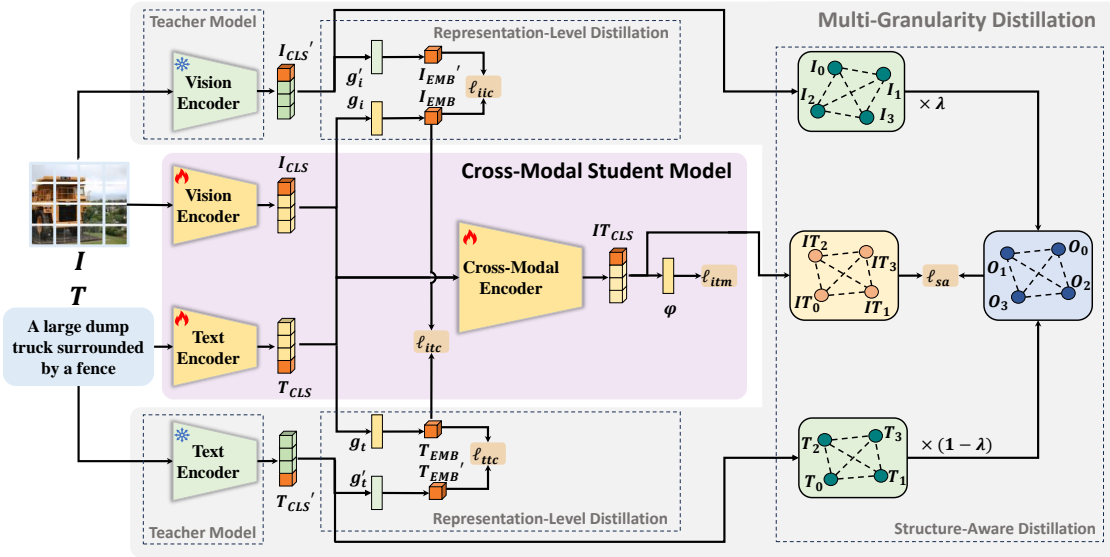 Multi-Granularity Distillation
Teacher Model
Representation-Level Distillation
Vision
Encoder
I_CLS'
g_i'
I_EMB'
g_i
I_EMB
ℓ_iic
I_0
I_1
I_2
I_3
× λ
Cross-Modal Student Model
Vision
Encoder
I_CLS
I
T
A large dump
truck surrounded
by a fence
Text
Encoder
T_CLS
Cross-Modal
Encoder
IT_CLS
φ
ℓ_itm
ℓ_itc
IT_2
IT_3
IT_0
IT_1
ℓ_sa
O_0
O_1
O_2
O_3
Text
Encoder
T_CLS'
Teacher Model
g_t
T_EMB
T_EMB'
g_t'
ℓ_ttc
Representation-Level Distillation
T_2
T_3
T_0
T_1
× (1 − λ)
Structure-Aware Distillation